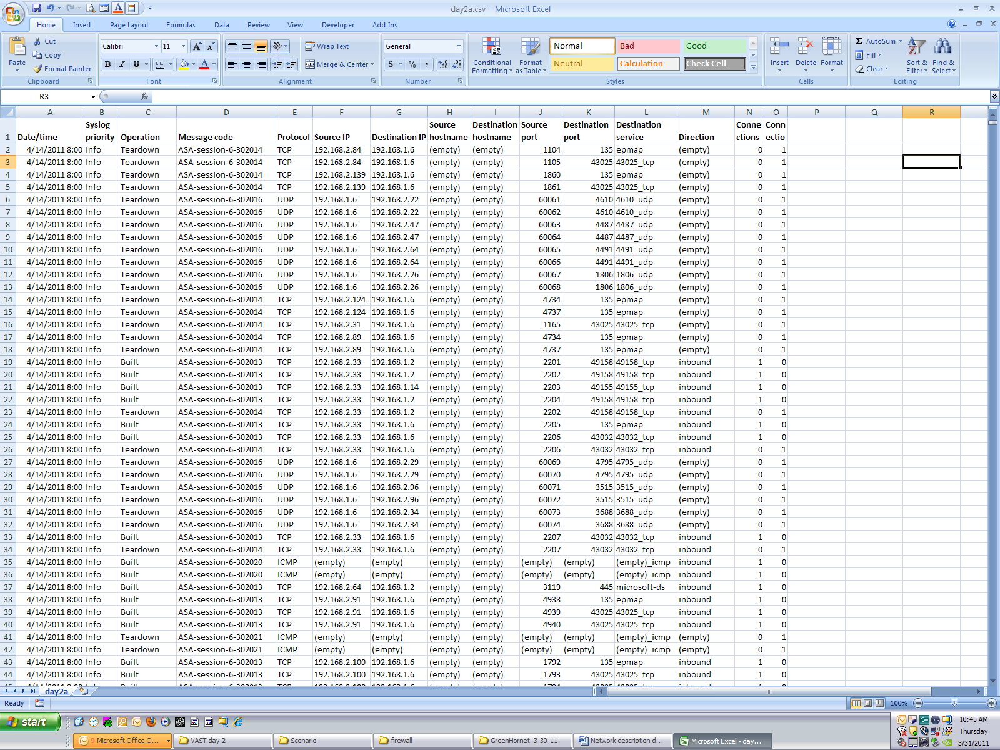 day2a.csv - Microsoft Excel
Home Insert Page Layout Formulas Data Review View Developer Add-Ins
Paste Cut Copy Format Painter Clipboard
Calibri 11 B I U Font
Wrap Text Merge & Center Alignment
General $ % , Number
Conditional Formatting Format as Table Normal Bad Good Neutral Calculation Check Cell Styles
Insert Delete Format Cells
AutoSum Fill Clear Sort & Filter Find & Select Editing
R3 fx
A B C D E F G H I J K L M N O P Q R
1 Date/time Syslog priority Operation Message code Protocol Source IP Destination IP Source hostname Destination hostname Source port Destination port Destination service Direction Conne ctions Conn ectio
2 4/14/2011 8:00 Info Teardown ASA-session-6-302014 TCP 192.168.2.84 192.168.1.6 (empty) (empty) 1104 135 epmap (empty) 0 1
3 4/14/2011 8:00 Info Teardown ASA-session-6-302014 TCP 192.168.2.84 192.168.1.6 (empty) (empty) 1105 43025 43025_tcp (empty) 0 1
4 4/14/2011 8:00 Info Teardown ASA-session-6-302014 TCP 192.168.2.139 192.168.1.6 (empty) (empty) 1860 135 epmap (empty) 0 1
5 4/14/2011 8:00 Info Teardown ASA-session-6-302014 TCP 192.168.2.139 192.168.1.6 (empty) (empty) 1861 43025 43025_tcp (empty) 0 1
6 4/14/2011 8:00 Info Teardown ASA-session-6-302016 UDP 192.168.1.6 192.168.2.22 (empty) (empty) 60061 4610 4610_udp (empty) 0 1
7 4/14/2011 8:00 Info Teardown ASA-session-6-302016 UDP 192.168.1.6 192.168.2.22 (empty) (empty) 60062 4610 4610_udp (empty) 0 1
8 4/14/2011 8:00 Info Teardown ASA-session-6-302016 UDP 192.168.1.6 192.168.2.47 (empty) (empty) 60063 4487 4487_udp (empty) 0 1
9 4/14/2011 8:00 Info Teardown ASA-session-6-302016 UDP 192.168.1.6 192.168.2.47 (empty) (empty) 60064 4487 4487_udp (empty) 0 1
10 4/14/2011 8:00 Info Teardown ASA-session-6-302016 UDP 192.168.1.6 192.168.2.64 (empty) (empty) 60065 4491 4491_udp (empty) 0 1
11 4/14/2011 8:00 Info Teardown ASA-session-6-302016 UDP 192.168.1.6 192.168.2.64 (empty) (empty) 60066 4491 4491_udp (empty) 0 1
12 4/14/2011 8:00 Info Teardown ASA-session-6-302016 UDP 192.168.1.6 192.168.2.26 (empty) (empty) 60067 1806 1806_udp (empty) 0 1
13 4/14/2011 8:00 Info Teardown ASA-session-6-302016 UDP 192.168.1.6 192.168.2.26 (empty) (empty) 60068 1806 1806_udp (empty) 0 1
14 4/14/2011 8:00 Info Teardown ASA-session-6-302014 TCP 192.168.2.124 192.168.1.6 (empty) (empty) 4734 135 epmap (empty) 0 1
15 4/14/2011 8:00 Info Teardown ASA-session-6-302014 TCP 192.168.2.124 192.168.1.6 (empty) (empty) 4737 135 epmap (empty) 0 1
16 4/14/2011 8:00 Info Teardown ASA-session-6-302014 TCP 192.168.2.31 192.168.1.6 (empty) (empty) 1165 43025 43025_tcp (empty) 0 1
17 4/14/2011 8:00 Info Teardown ASA-session-6-302014 TCP 192.168.2.89 192.168.1.6 (empty) (empty) 4734 135 epmap (empty) 0 1
18 4/14/2011 8:00 Info Teardown ASA-session-6-302014 TCP 192.168.2.89 192.168.1.6 (empty) (empty) 4737 135 epmap (empty) 0 1
19 4/14/2011 8:00 Info Built ASA-session-6-302013 TCP 192.168.2.33 192.168.1.2 (empty) (empty) 2201 49158 49158_tcp inbound 1 0
20 4/14/2011 8:00 Info Built ASA-session-6-302013 TCP 192.168.2.33 192.168.1.2 (empty) (empty) 2202 49158 49158_tcp inbound 1 0
21 4/14/2011 8:00 Info Built ASA-session-6-302013 TCP 192.168.2.33 192.168.1.14 (empty) (empty) 2203 49155 49155_tcp inbound 1 0
22 4/14/2011 8:00 Info Built ASA-session-6-302013 TCP 192.168.2.33 192.168.1.2 (empty) (empty) 2204 49158 49158_tcp inbound 1 0
23 4/14/2011 8:00 Info Teardown ASA-session-6-302014 TCP 192.168.2.33 192.168.1.2 (empty) (empty) 2202 49158 49158_tcp inbound 0 1
24 4/14/2011 8:00 Info Built ASA-session-6-302013 TCP 192.168.2.33 192.168.1.6 (empty) (empty) 2205 135 epmap inbound 1 0
25 4/14/2011 8:00 Info Built ASA-session-6-302013 TCP 192.168.2.33 192.168.1.6 (empty) (empty) 2206 43032 43032_tcp inbound 1 0
26 4/14/2011 8:00 Info Teardown ASA-session-6-302014 TCP 192.168.2.33 192.168.1.6 (empty) (empty) 2206 43032 43032_tcp inbound 0 1
27 4/14/2011 8:00 Info Teardown ASA-session-6-302016 UDP 192.168.1.6 192.168.2.29 (empty) (empty) 60069 4795 4795_udp (empty) 0 1
28 4/14/2011 8:00 Info Teardown ASA-session-6-302016 UDP 192.168.1.6 192.168.2.29 (empty) (empty) 60070 4795 4795_udp (empty) 0 1
29 4/14/2011 8:00 Info Teardown ASA-session-6-302016 UDP 192.168.1.6 192.168.2.96 (empty) (empty) 60071 3515 3515_udp (empty) 0 1
30 4/14/2011 8:00 Info Teardown ASA-session-6-302016 UDP 192.168.1.6 192.168.2.96 (empty) (empty) 60072 3515 3515_udp (empty) 0 1
31 4/14/2011 8:00 Info Teardown ASA-session-6-302016 UDP 192.168.1.6 192.168.2.34 (empty) (empty) 60073 3688 3688_udp (empty) 0 1
32 4/14/2011 8:00 Info Teardown ASA-session-6-302016 UDP 192.168.1.6 192.168.2.34 (empty) (empty) 60074 3688 3688_udp (empty) 0 1
33 4/14/2011 8:00 Info Built ASA-session-6-302013 TCP 192.168.2.33 192.168.1.6 (empty) (empty) 2207 43032 43032_tcp inbound 1 0
34 4/14/2011 8:00 Info Teardown ASA-session-6-302014 TCP 192.168.2.33 192.168.1.6 (empty) (empty) 2207 43032 43032_tcp inbound 0 1
35 4/14/2011 8:00 Info Built ASA-session-6-302020 ICMP (empty) (empty) (empty) (empty) (empty) (empty) (empty)_icmp inbound 1 0
36 4/14/2011 8:00 Info Built ASA-session-6-302020 ICMP (empty) (empty) (empty) (empty) (empty) (empty) (empty)_icmp inbound 1 0
37 4/14/2011 8:00 Info Built ASA-session-6-302013 TCP 192.168.2.64 192.168.1.2 (empty) (empty) 3119 445 microsoft-ds inbound 1 0
38 4/14/2011 8:00 Info Built ASA-session-6-302013 TCP 192.168.2.91 192.168.1.6 (empty) (empty) 4938 135 epmap inbound 1 0
39 4/14/2011 8:00 Info Built ASA-session-6-302013 TCP 192.168.2.91 192.168.1.6 (empty) (empty) 4939 43025 43025_tcp inbound 1 0
40 4/14/2011 8:00 Info Built ASA-session-6-302013 TCP 192.168.2.91 192.168.1.6 (empty) (empty) 4940 43025 43025_tcp inbound 1 0
41 4/14/2011 8:00 Info Teardown ASA-session-6-302021 ICMP (empty) (empty) (empty) (empty) (empty) (empty) (empty)_icmp (empty) 0 1
42 4/14/2011 8:00 Info Teardown ASA-session-6-302021 ICMP (empty) (empty) (empty) (empty) (empty) (empty) (empty)_icmp (empty) 0 1
43 4/14/2011 8:00 Info Built ASA-session-6-302013 TCP 192.168.2.100 192.168.1.6 (empty) (empty) 1792 135 epmap inbound 1 0
44 4/14/2011 8:00 Info Built ASA-session-6-302013 TCP 192.168.2.100 192.168.1.6 (empty) (empty) 1793 43025 43025_tcp inbound 1 0
day2a
Ready 100%
start 10:45 AM
Thursday
9 Microsoft Office O... VAST day 2 Scenario firewall GreenHornet_3-30-11 Network description d... Microsoft Excel - day... 3/31/2011